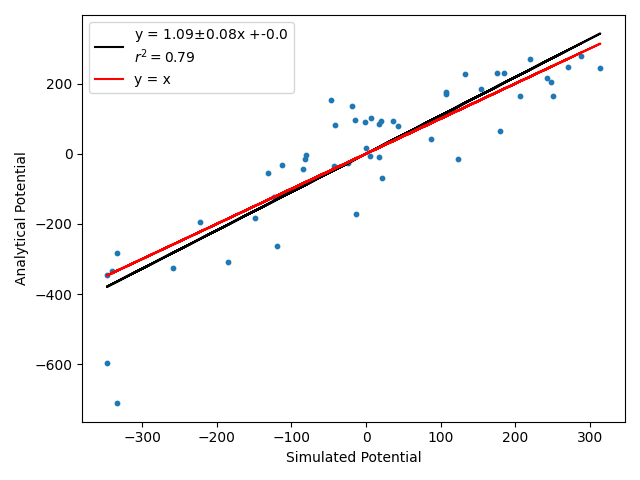 y = 1.09±0.08x +-0.0
r² = 0.79
y = x
200
0
−200
−400
−600
Analytical Potential
−300
−200
−100
0
100
200
300
Simulated Potential